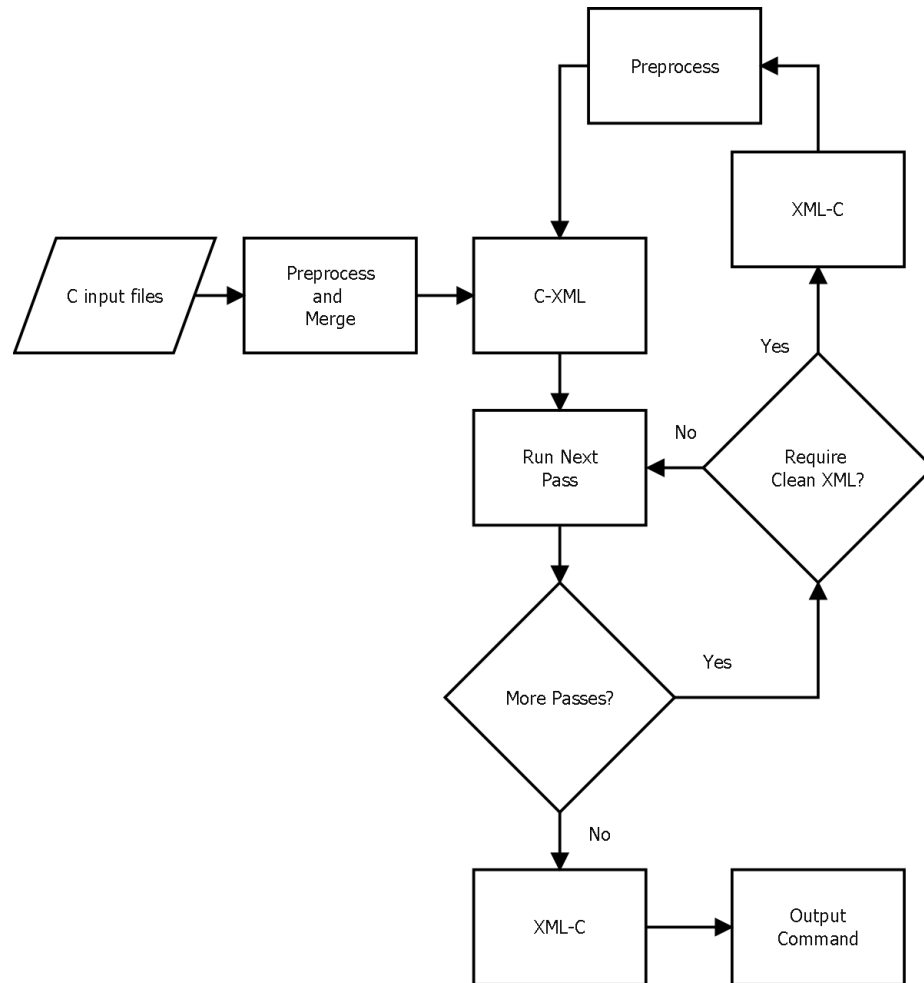 Preprocess
XML-C
C input files
Preprocess
and
Merge
C-XML
Yes
No
Run Next
Pass
Require
Clean XML?
Yes
More Passes?
No
XML-C
Output
Command